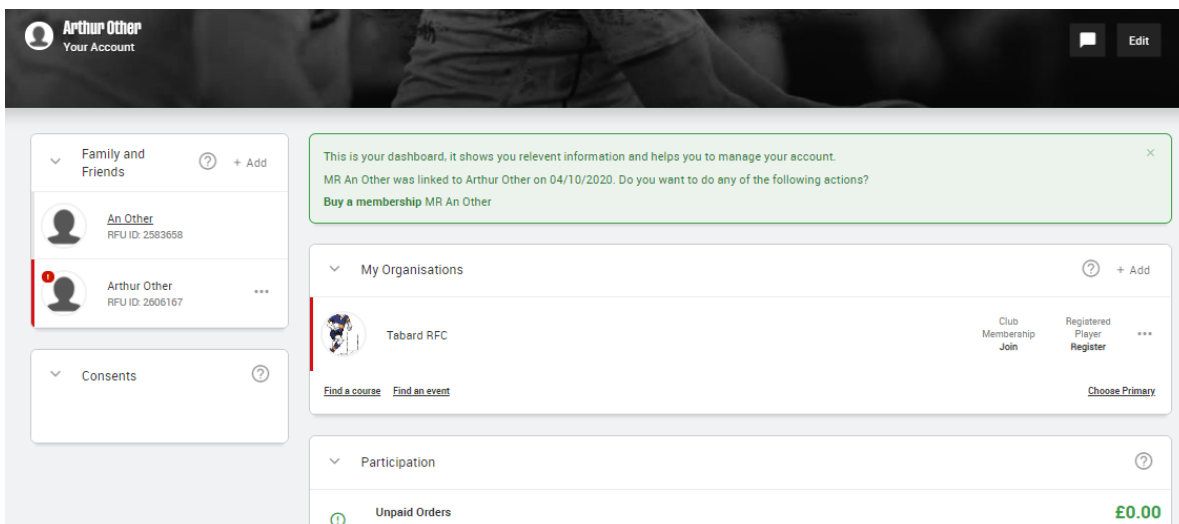 Arthur Other
Your Account
Edit
Family and
Friends
+ Add
An Other
RFU ID: 2583658
Arthur Other
RFU ID: 2606167
Consents
This is your dashboard, it shows you relevent information and helps you to manage your account.
MR An Other was linked to Arthur Other on 04/10/2020. Do you want to do any of the following actions?
Buy a membership MR An Other
My Organisations
+ Add
Tabard RFC
Club
Membership
Join
Registered
Player
Register
Find a course
Find an event
Choose Primary
Participation
Unpaid Orders
£0.00